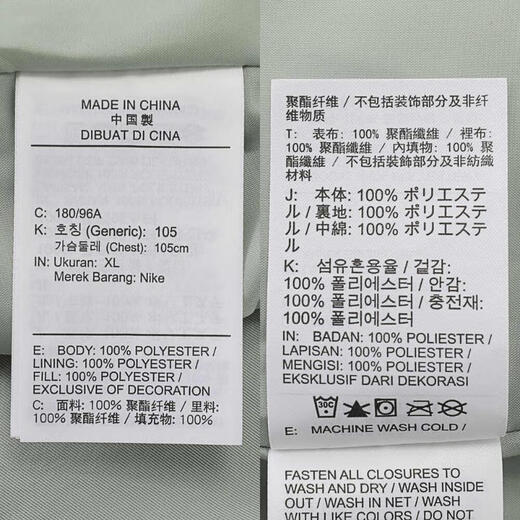 MADE IN CHINA
中国製
DIBUAT DI CINA
C: 180/96A
K: 호칭 (Generic): 105
가슴둘레 (Chest): 105cm
IN: Ukuran: XL
Merek Barang: Nike
E: BODY: 100% POLYESTER /
LINING: 100% POLYESTER /
FILL: 100% POLYESTER /
EXCLUSIVE OF DECORATION
C: 面料: 100% 聚酯纤维 / 里料:
100% 聚酯纤维 / 填充物: 100%
聚酯纤维 / 不包括装饰部分及非纤
维物质
T: 表布: 100% 聚酯纖維 / 裡布:
100% 聚酯纖維 / 內填物: 100% 聚
酯纖維 / 不包括裝飾部分及非紡織
材料
J: 本体: 100% ポリエステ
ル / 裏地: 100% ポリエステ
ル / 中綿: 100% ポリエステ
ル
K: 섬유혼용율 / 겉감:
100% 폴리에스터 / 안감:
100% 폴리에스터 / 충전재:
100% 폴리에스터
IN: BADAN: 100% POLIESTER /
LAPISAN: 100% POLIESTER /
MENGISI: 100% POLIESTER /
EKSKLUSIF DARI DEKORASI
30C
E: MACHINE WASH COLD /
FASTEN ALL CLOSURES TO
WASH AND DRY / WASH INSIDE
OUT / WASH IN NET / WASH
WITH LIKE COLORS / DO NOT